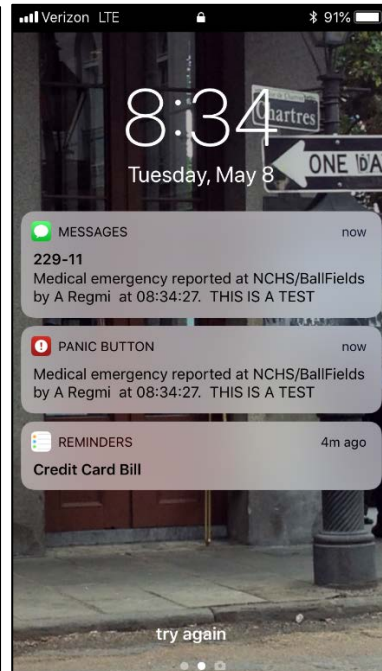 Verizon LTE 91%
8:34
Chartres
ONE WA
Tuesday, May 8
MESSAGES now
229-11
Medical emergency reported at NCHS/BallFields
by A Regmi at 08:34:27. THIS IS A TEST
PANIC BUTTON now
Medical emergency reported at NCHS/BallFields
by A Regmi at 08:34:27. THIS IS A TEST
REMINDERS 4m ago
Credit Card Bill
try again